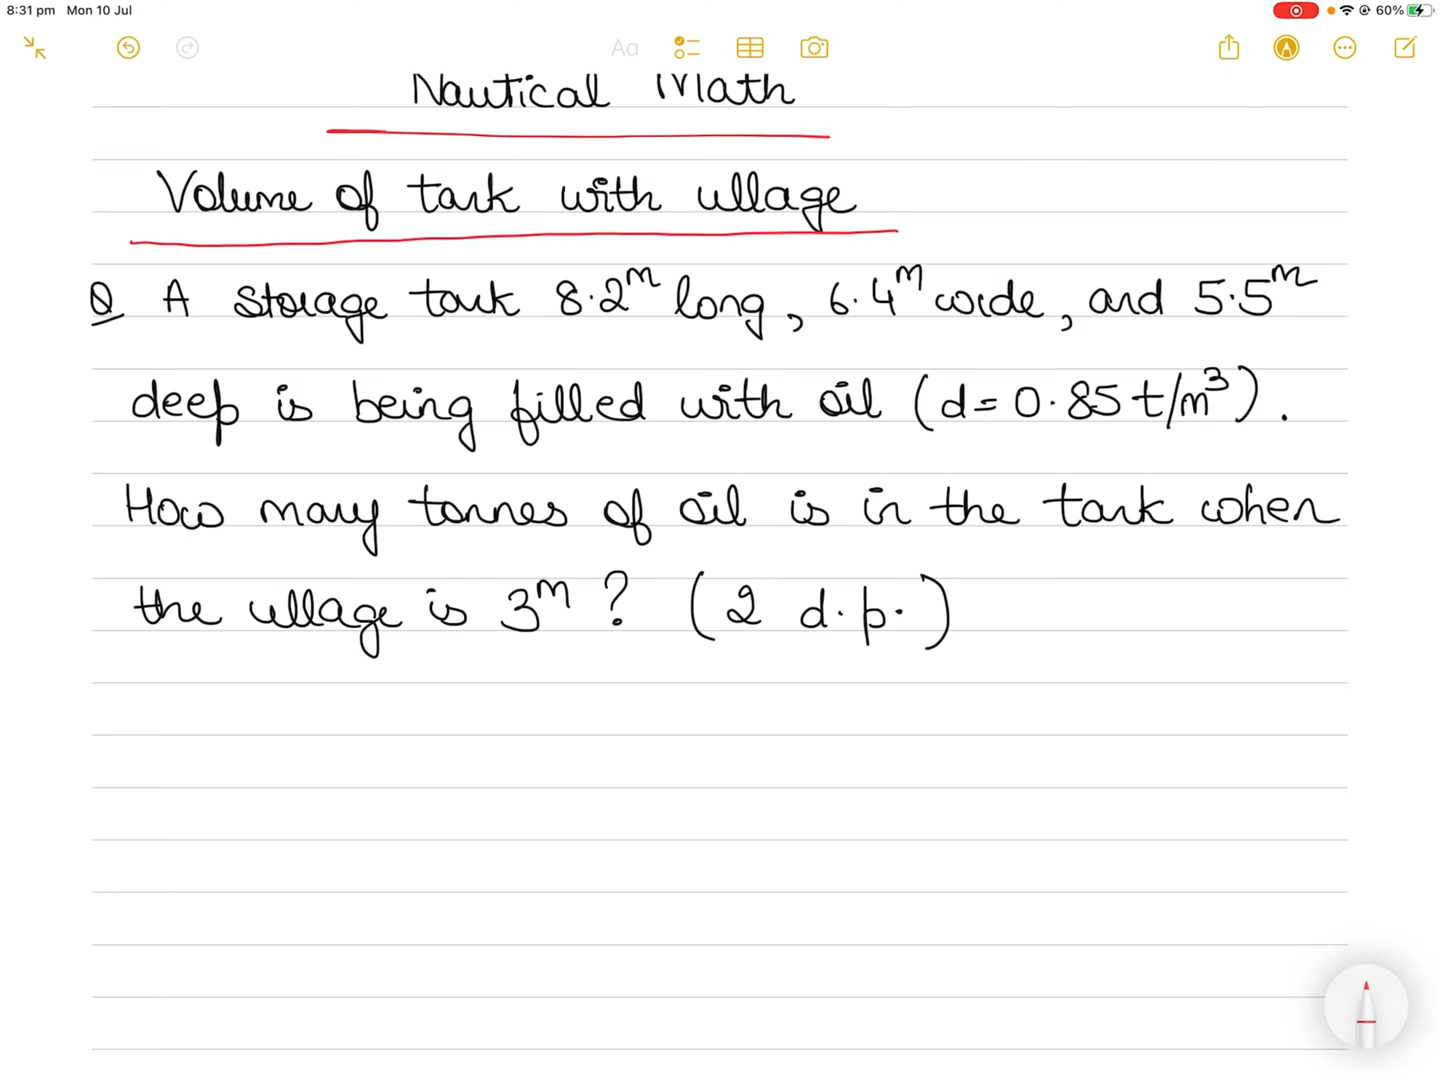 8:31 pm Mon 10 Jul
60%
Aa
Nautical Math
Volume of tank with ullage
Q A storage tank 8.2ᵐ long, 6.4ᵐ wide, and 5.5ᵐ
deep is being filled with oil (d=0.85 t/m³).
How many tonnes of oil is in the tank when
the ullage is 3ᵐ? (2 d.p.)